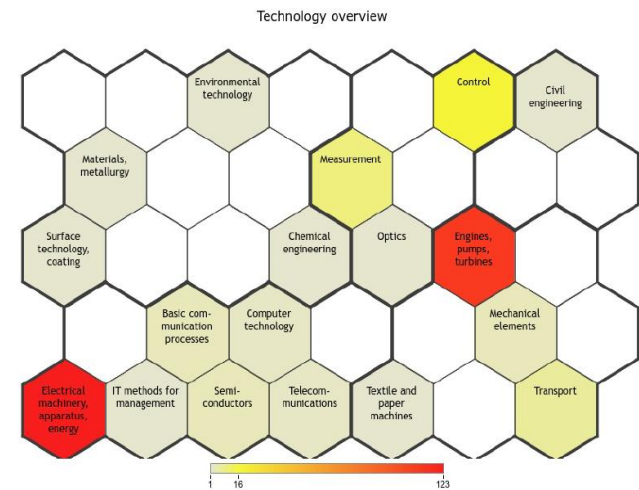 Technology overview
Environmental
technology
Control
Civil
engineering
Materials,
metallurgy
Measurement
Surface
technology,
coating
Chemical
engineering
Optics
Engines,
pumps,
turbines
Basic com-
munication
processes
Computer
technology
Mechanical
elements
Electrical
machinery,
apparatus,
energy
IT methods for
management
Semi-
conductors
Telecom-
munications
Textile and
paper
machines
Transport
1 16 123